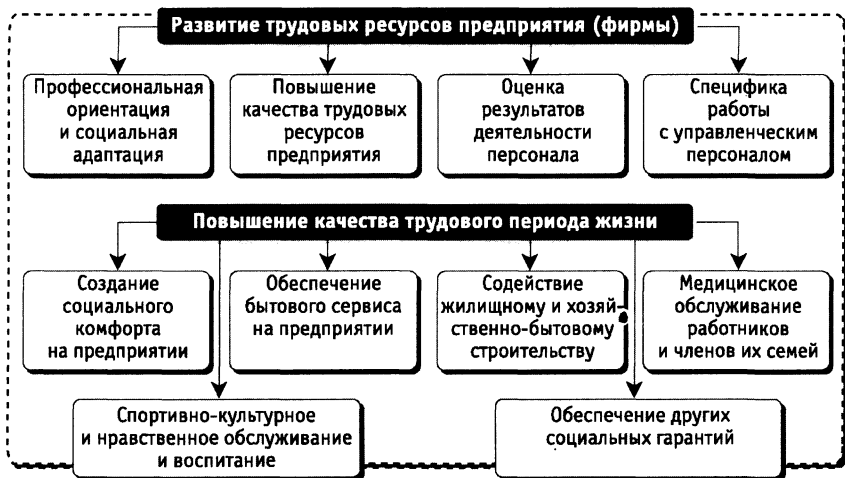 Развитие трудовых ресурсов предприятия (фирмы)
Профессиональная
ориентация
и социальная
адаптация
Повышение
качества трудовых
ресурсов
предприятия
Оценка
результатов
деятельности
персонала
Специфика
работы
с управленческим
персоналом
Повышение качества трудового периода жизни
Создание
социального
комфорта
на предприятии
Обеспечение
бытового сервиса
на предприятии
Содействие
жилищному и хозяй-
ственно-бытовому
строительству
Медицинское
обслуживание
работников
и членов их семей
Спортивно-культурное
и нравственное обслуживание
и воспитание
Обеспечение других
социальных гарантий